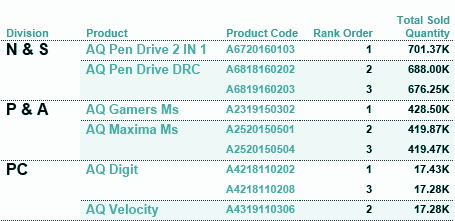 Total Sold
Division Product Product Code Rank Order Quantity
N & S AQ Pen Drive 2 IN 1 A6720160103 1 701.37K
AQ Pen Drive DRC A6818160202 2 688.00K
A6819160203 3 676.25K
P & A AQ Gamers Ms A2319150302 1 428.50K
AQ Maxima Ms A2520150501 2 419.87K
A2520150504 3 419.47K
PC AQ Digit A4218110202 1 17.43K
A4218110208 3 17.28K
AQ Velocity A4319110306 2 17.28K